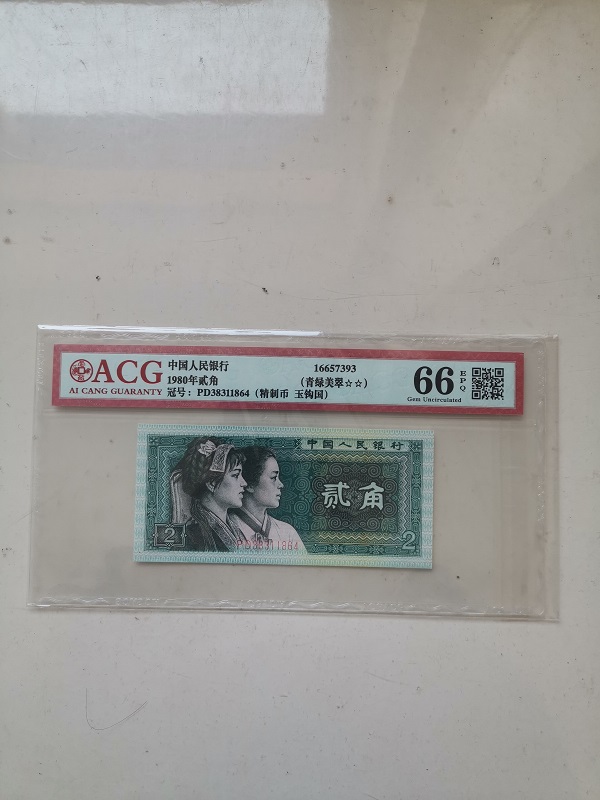 ACG
AI CANG GUARANTY
中国人民银行
16657393
1980年贰角
(青绿美翠☆☆)
冠号: PD38311864 (精制币 玉钩国)
66
EPQ
Gem Uncirculated
中国人民银行
贰角
2
PD38311864
2